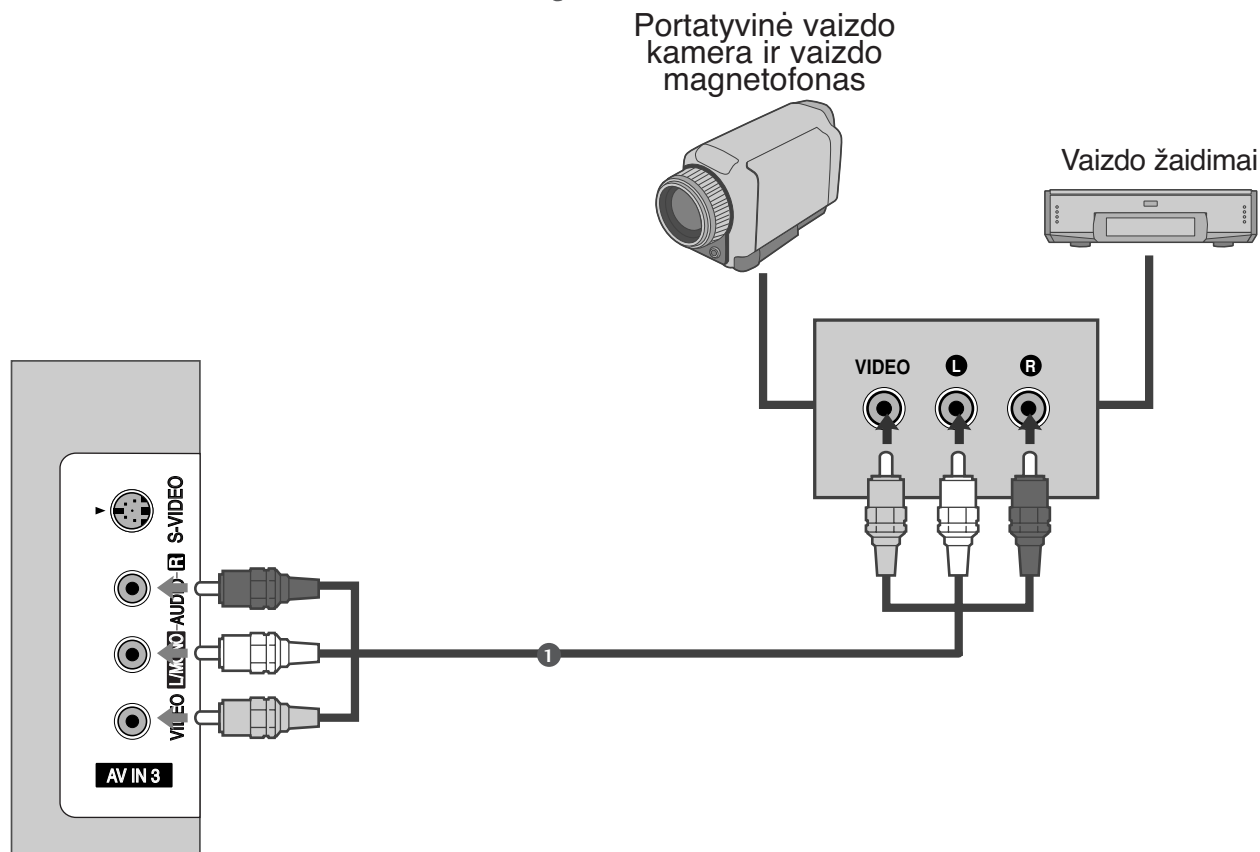 Portatyvinė vaizdo
kamera ir vaizdo
magnetofonas
Vaizdo žaidimai
VIDEO L R
S-VIDEO
AUDIO R
L/MONO
VIDEO
AV IN 3
1